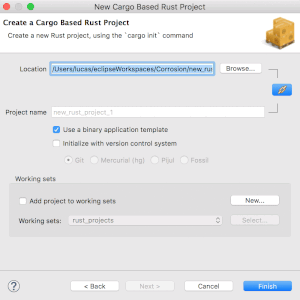 New Cargo Based Rust Project
Create a Cargo Based Rust Project
Create a new Rust project, using the `cargo init` command
Location
/Users/lucas/eclipseWorkspaces/Corrosion/new_rus
Browse...
Project name
new_rust_project_1
Use a binary application template
Initialize with version control system
Git
Mercurial (hg)
Pijul
Fossil
Working sets
Add project to working sets
New...
Working sets:
rust_projects
Select...
?
< Back
Next >
Cancel
Finish